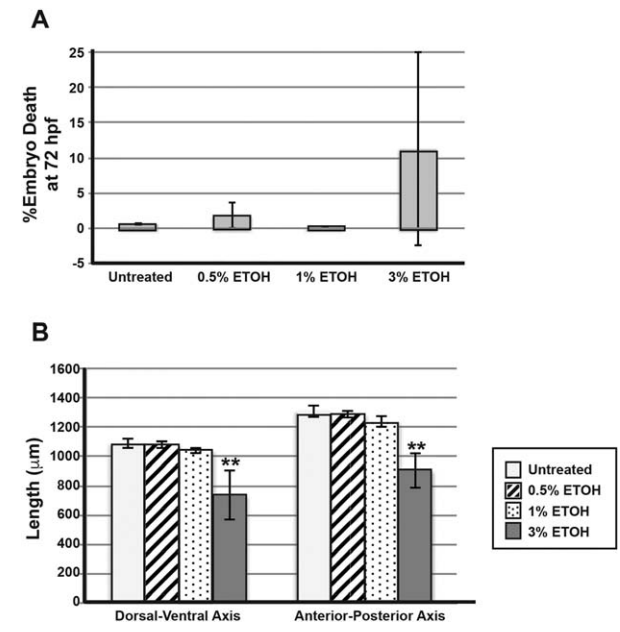 A
%Embryo Death
at 72 hpf
25
20
15
10
5
0
-5
Untreated
0.5% ETOH
1% ETOH
3% ETOH
B
Length (μm)
1600
1400
1200
1000
800
600
400
200
0
**
**
Dorsal-Ventral Axis
Anterior-Posterior Axis
Untreated
0.5% ETOH
1% ETOH
3% ETOH